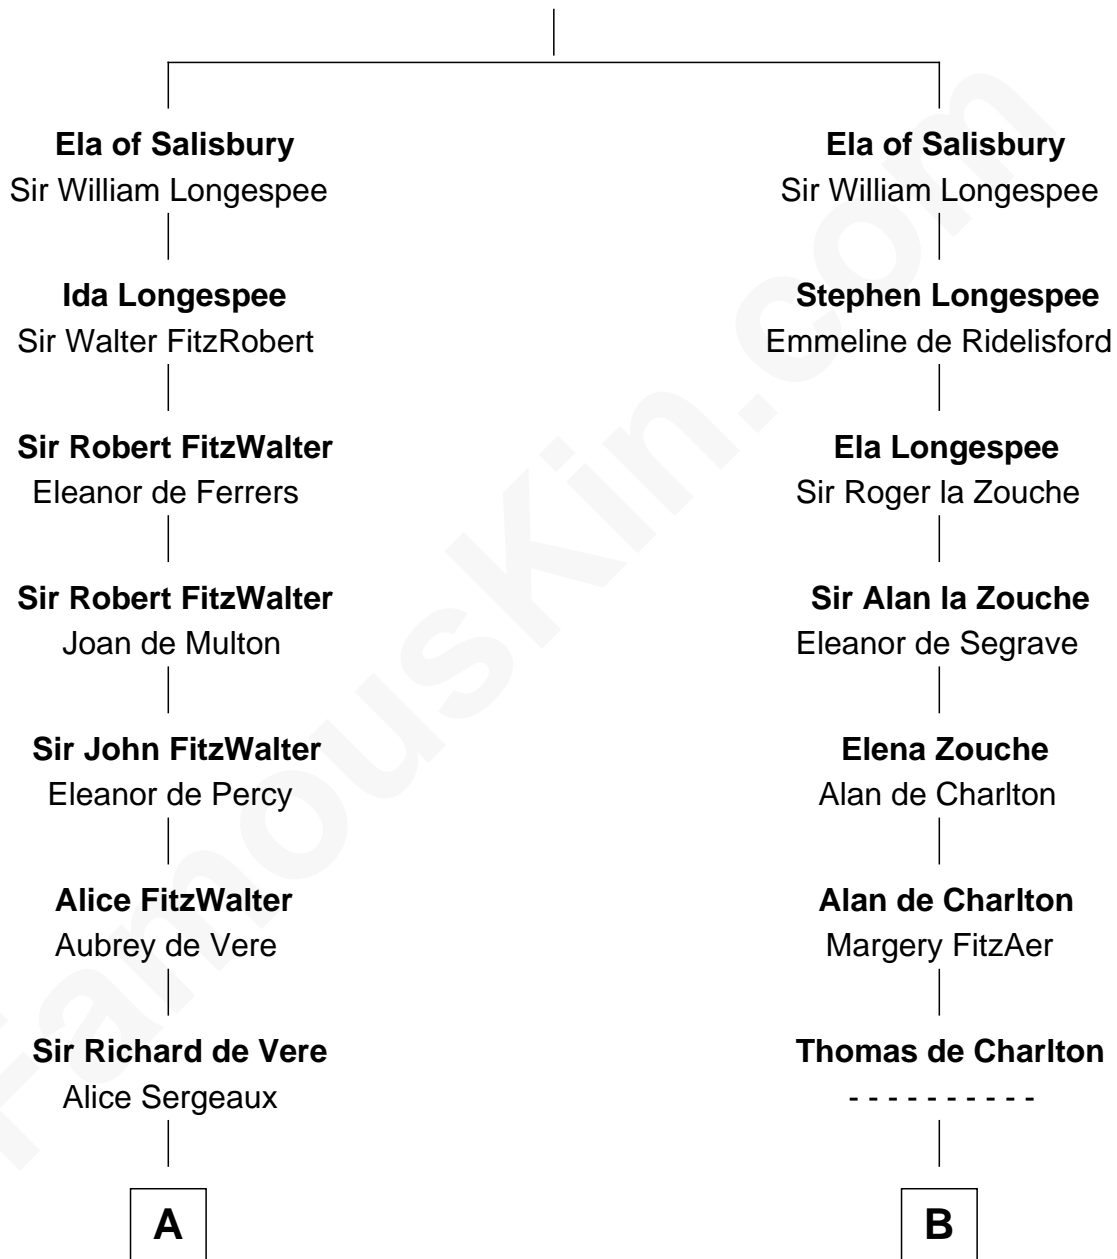 Ela of Salisbury
Sir William Longespee
Ida Longespee
Sir Walter FitzRobert
Sir Robert FitzWalter
Eleanor de Ferrers
Sir Robert FitzWalter
Joan de Multon
Sir John FitzWalter
Eleanor de Percy
Alice FitzWalter
Aubrey de Vere
Sir Richard de Vere
Alice Sergeaux
A
Ela of Salisbury
Sir William Longespee
Stephen Longespee
Emmeline de Ridelisford
Ela Longespee
Sir Roger la Zouche
Sir Alan la Zouche
Eleanor de Segrave
Elena Zouche
Alan de Charlton
Alan de Charlton
Margery FitzAer
Thomas de Charlton
- - - - - - - - - -
B
FamousKin.com